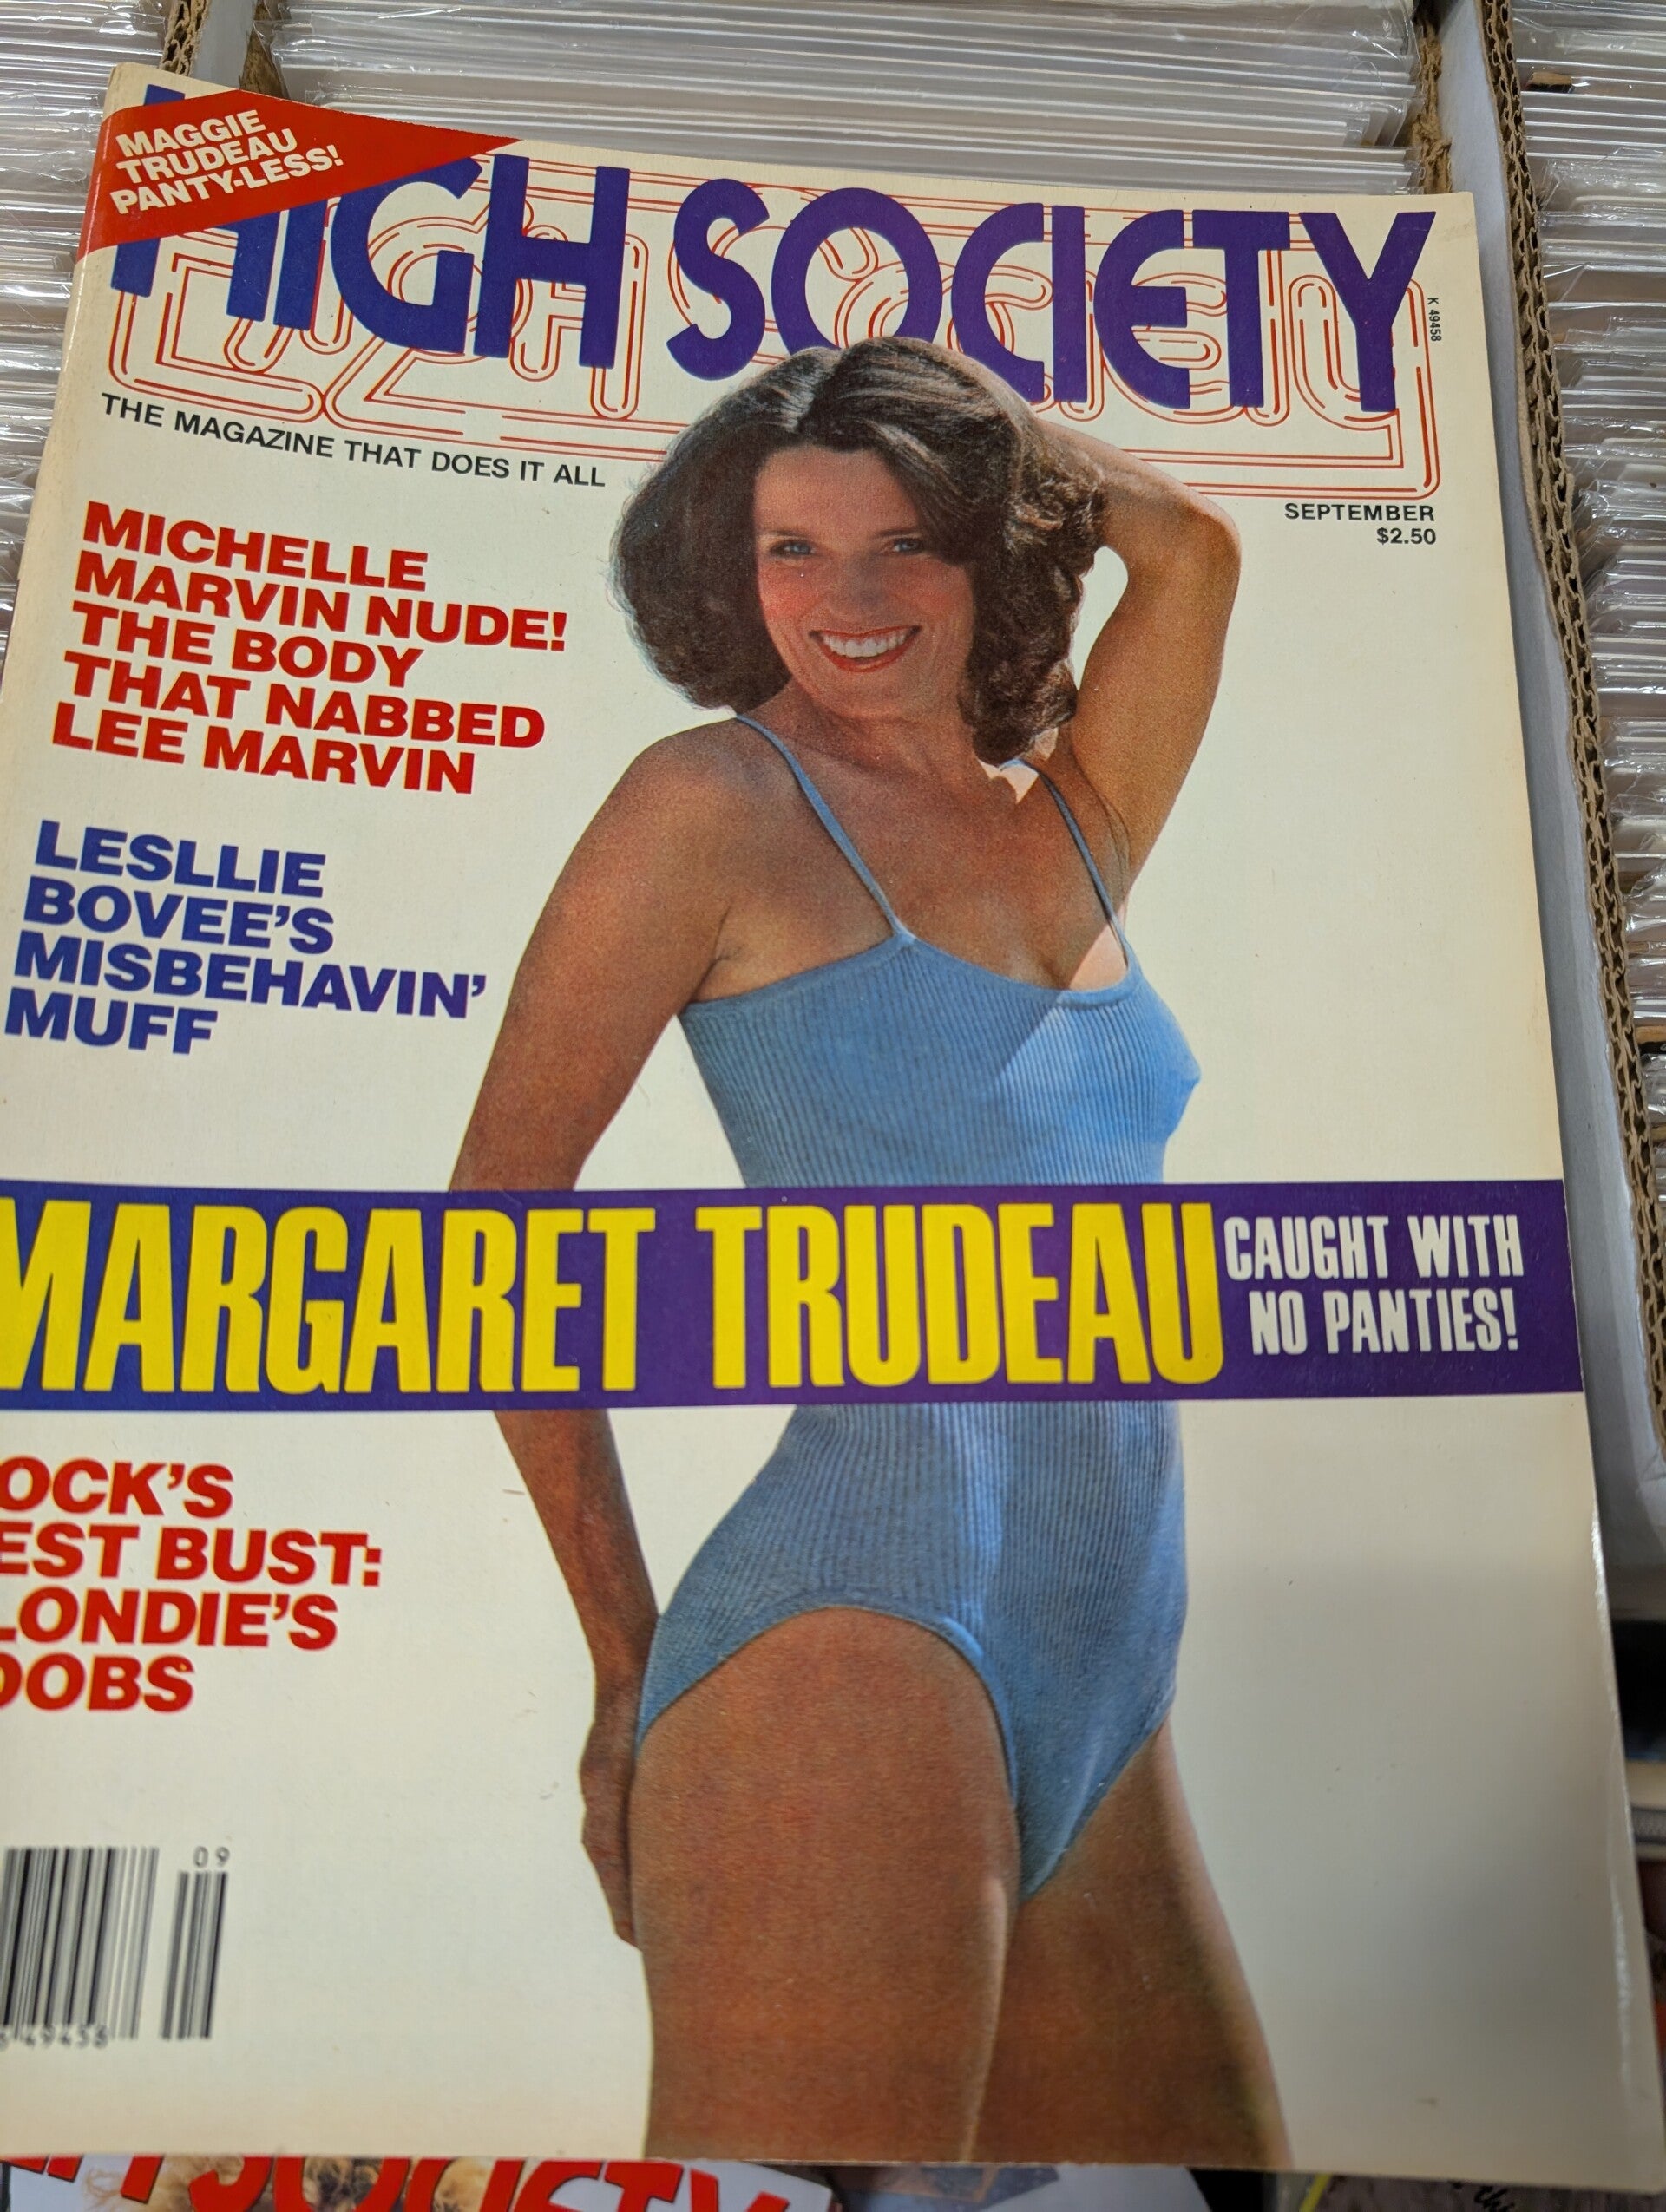 MAGGIE
TRUDEAU
PANTY-LESS!
HIGH SOCIETY
K 49458
THE MAGAZINE THAT DOES IT ALL
SEPTEMBER
$2.50
MICHELLE
MARVIN NUDE!
THE BODY
THAT NABBED
LEE MARVIN
LESLLIE
BOVEE'S
MISBEHAVIN'
MUFF
MARGARET TRUDEAU
CAUGHT WITH
NO PANTIES!
OCK'S
EST BUST:
LONDIE'S
OOBS
09
SOCIETY